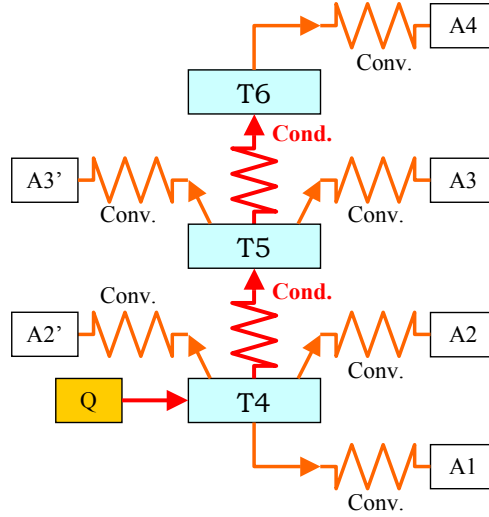 A4
Conv.
T6
Cond.
A3’
Conv.
A3
Conv.
T5
Cond.
Conv.
A2’
A2
Conv.
Q
T4
A1
Conv.